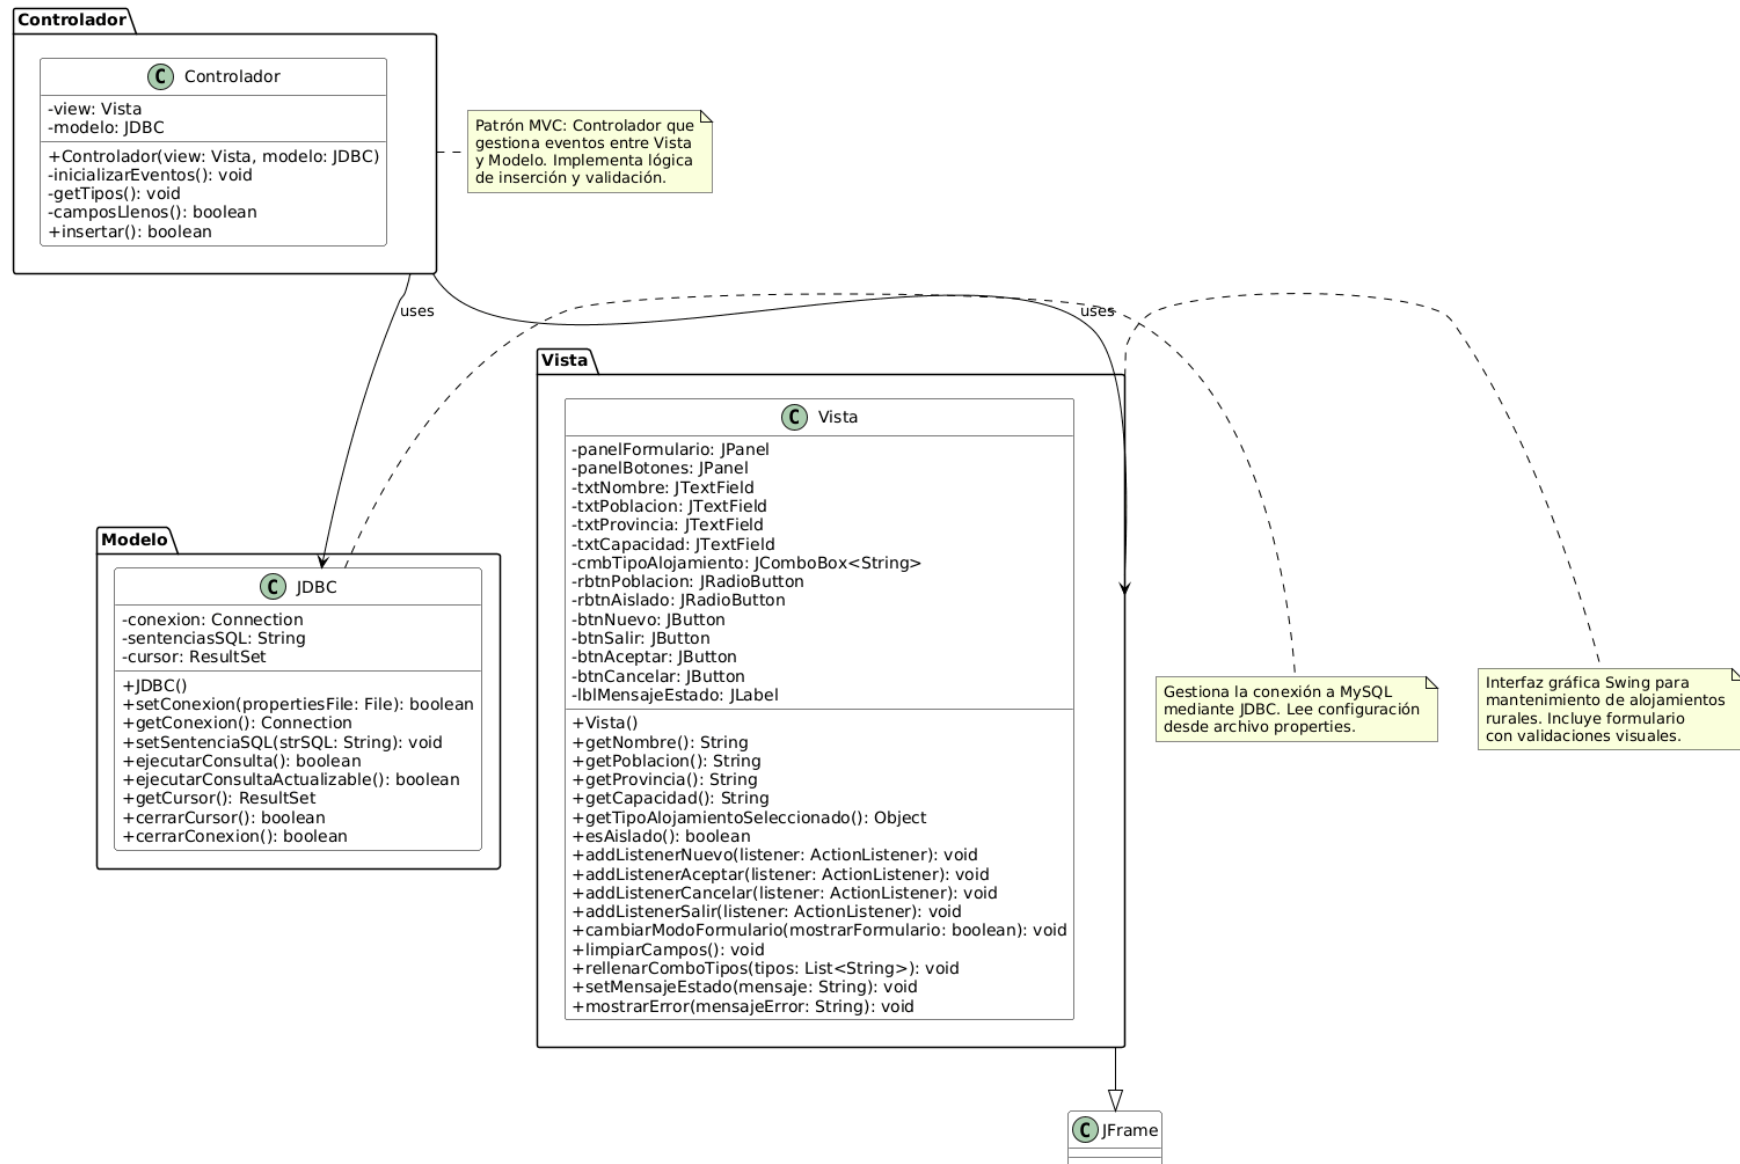 Controlador
C Controlador
-view: Vista
-modelo: JDBC
+Controlador(view: Vista, modelo: JDBC)
-inicializarEventos(): void
-getTipos(): void
-camposLlenos(): boolean
+insertar(): boolean
Patrón MVC: Controlador que
gestiona eventos entre Vista
y Modelo. Implementa lógica
de inserción y validación.
uses
uses
Vista
C Vista
-panelFormulario: JPanel
-panelBotones: JPanel
-txtNombre: JTextField
-txtPoblacion: JTextField
-txtProvincia: JTextField
-txtCapacidad: JTextField
-cmbTipoAlojamiento: JComboBox<String>
-rbtnPoblacion: JRadioButton
-rbtnAislado: JRadioButton
-btnNuevo: JButton
-btnSalir: JButton
-btnAceptar: JButton
-btnCancelar: JButton
-lblMensajeEstado: JLabel
+Vista()
+getNombre(): String
+getPoblacion(): String
+getProvincia(): String
+getCapacidad(): String
+getTipoAlojamientoSeleccionado(): Object
+esAislado(): boolean
+addListenerNuevo(listener: ActionListener): void
+addListenerAceptar(listener: ActionListener): void
+addListenerCancelar(listener: ActionListener): void
+addListenerSalir(listener: ActionListener): void
+cambiarModoFormulario(mostrarFormulario: boolean): void
+limpiarCampos(): void
+rellenarComboTipos(tipos: List<String>): void
+setMensajeEstado(mensaje: String): void
+mostrarError(mensajeError: String): void
Modelo
C JDBC
-conexion: Connection
-sentenciasSQL: String
-cursor: ResultSet
+JDBC()
+setConexion(propertiesFile: File): boolean
+getConexion(): Connection
+setSentenciaSQL(strSQL: String): void
+ejecutarConsulta(): boolean
+ejecutarConsultaActualizable(): boolean
+getCursor(): ResultSet
+cerrarCursor(): boolean
+cerrarConexion(): boolean
Gestiona la conexión a MySQL
mediante JDBC. Lee configuración
desde archivo properties.
Interfaz gráfica Swing para
mantenimiento de alojamientos
rurales. Incluye formulario
con validaciones visuales.
C JFrame